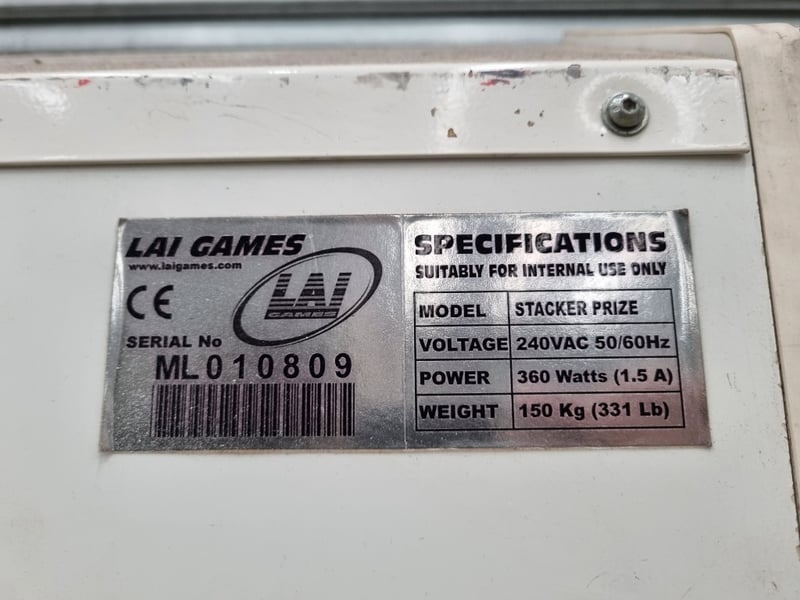 LAI GAMES
www.laigames.com
CE
LAI
GAMES
SERIAL No
ML010809
SPECIFICATIONS
SUITABLY FOR INTERNAL USE ONLY
MODEL STACKER PRIZE
VOLTAGE 240VAC 50/60Hz
POWER 360 Watts (1.5 A)
WEIGHT 150 Kg (331 Lb)